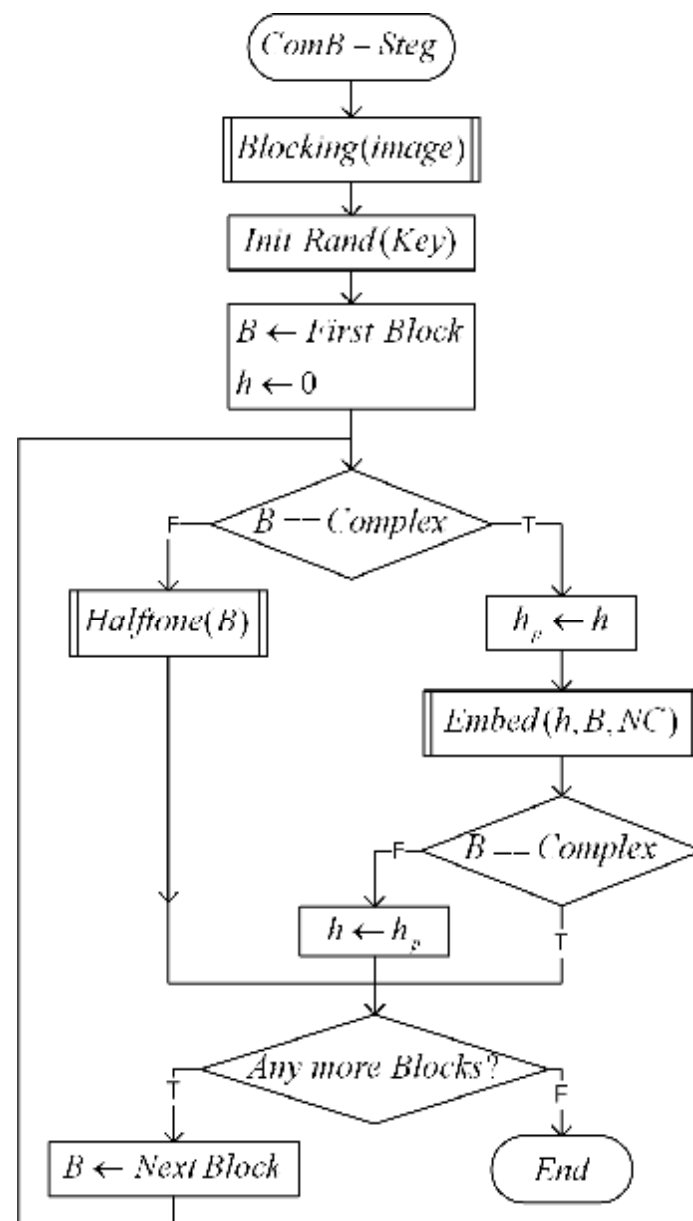 ComB – Steg
Blocking(image)
Init Rand(Key)
B ← First Block
h ← 0
B == Complex
F
T
Halftone(B)
h_p ← h
Embed(h, B, NC)
B == Complex
F
T
h ← h_p
Any more Blocks?
T
F
B ← Next Block
End